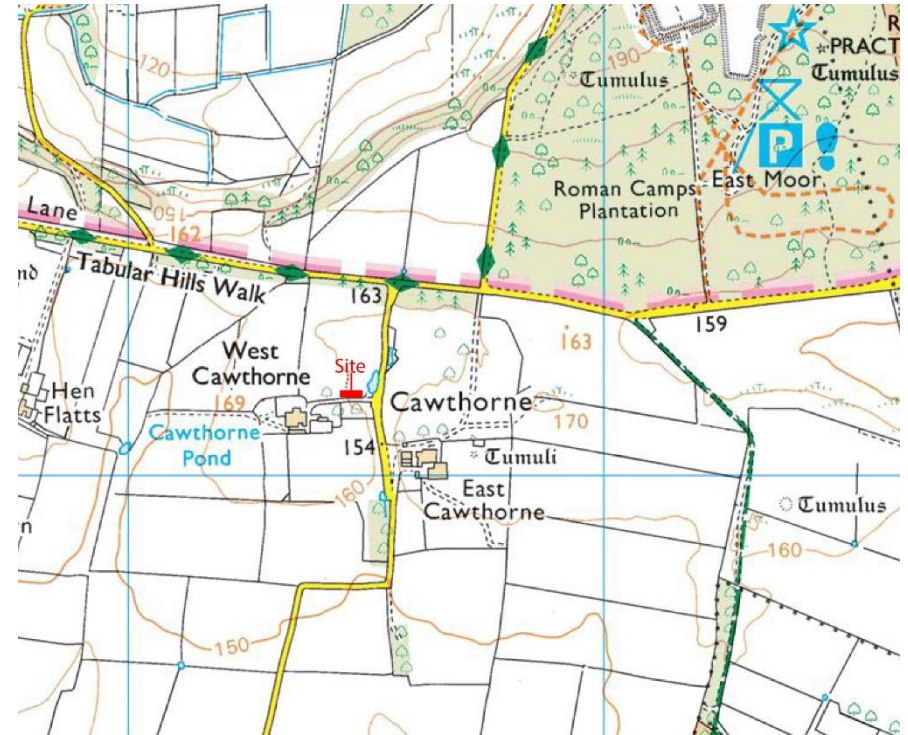 R
PRACT
190
120
Tumulus
Tumulus
P
East Moor
Roman Camps
Plantation
Lane
150
162
Tabular Hills Walk
nd
163
159
163
West
Cawthorne
Site
Hen
Flatts
169
Cawthorne
170
Cawthorne
Pond
154
Tumuli
160
East
Cawthorne
Tumulus
n
160
150